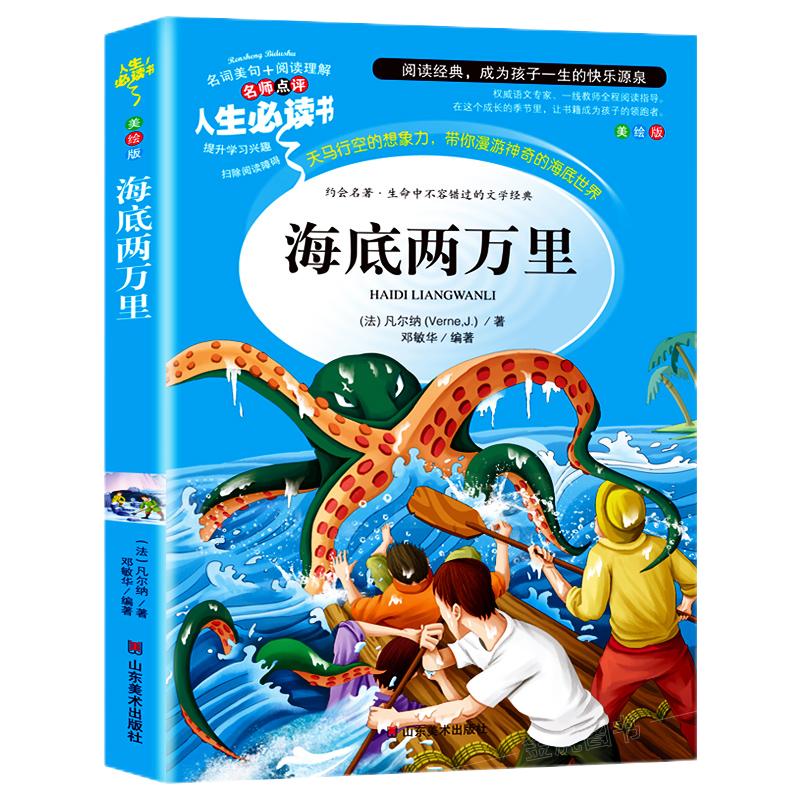 人生必读书
美绘版
海底两万里
(法)凡尔纳/著
邓敏华/编著
山东美术出版社
Rensheng Bidushu
名词美句+阅读理解
名师点评
人生必读书
提升学习兴趣
扫除阅读障碍
阅读经典,成为孩子一生的快乐源泉
权威语文专家、一线教师全程阅读指导。
在这个成长的季节里,让书籍成为孩子的领跑者。
美绘版
天马行空的想象力,带你漫游神奇的海底世界
约会名著·生命中不容错过的文学经典
海底两万里
HAIDI LIANGWANLI
(法)凡尔纳(Verne,J.)/著
邓敏华/编著
山东美术出版社